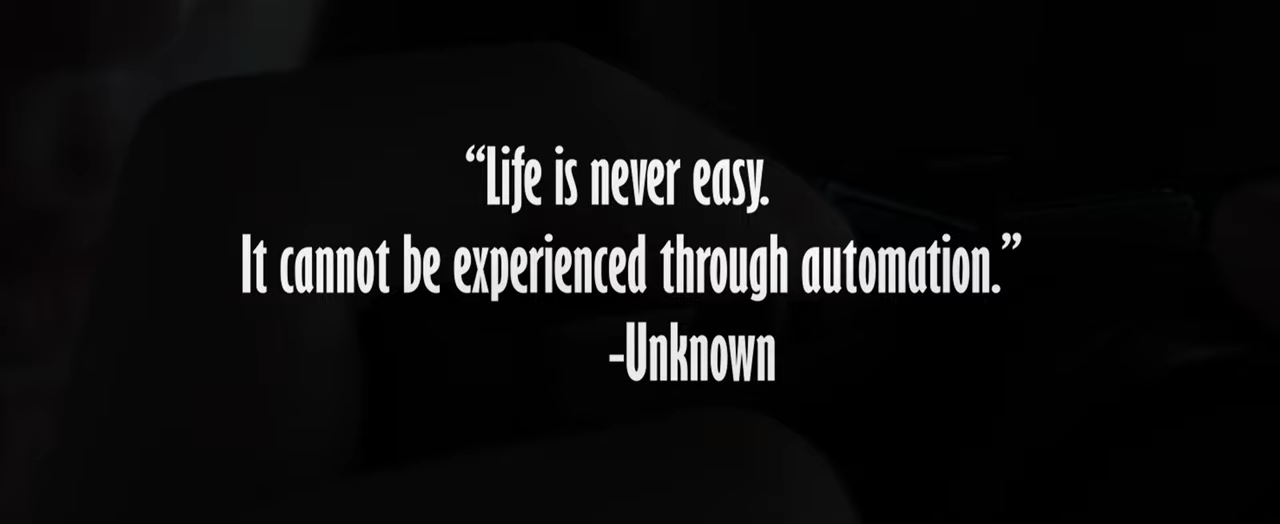 “Life is never easy.
It cannot be experienced through automation.”
-Unknown